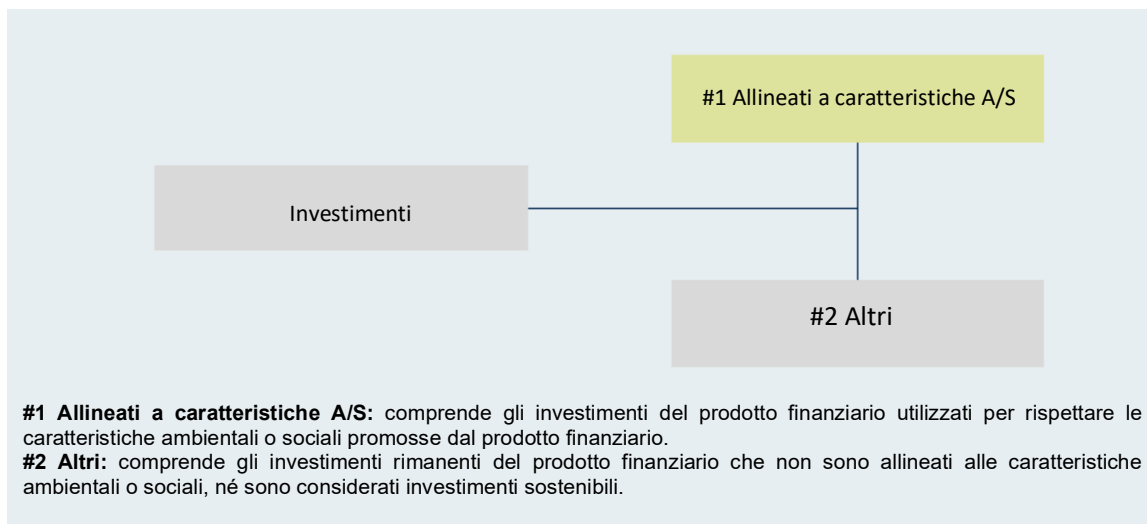 #1 Allineati a caratteristiche A/S
Investimenti
#2 Altri
#1 Allineati a caratteristiche A/S: comprende gli investimenti del prodotto finanziario utilizzati per rispettare le
caratteristiche ambientali o sociali promosse dal prodotto finanziario.
#2 Altri: comprende gli investimenti rimanenti del prodotto finanziario che non sono allineati alle caratteristiche
ambientali o sociali, né sono considerati investimenti sostenibili.